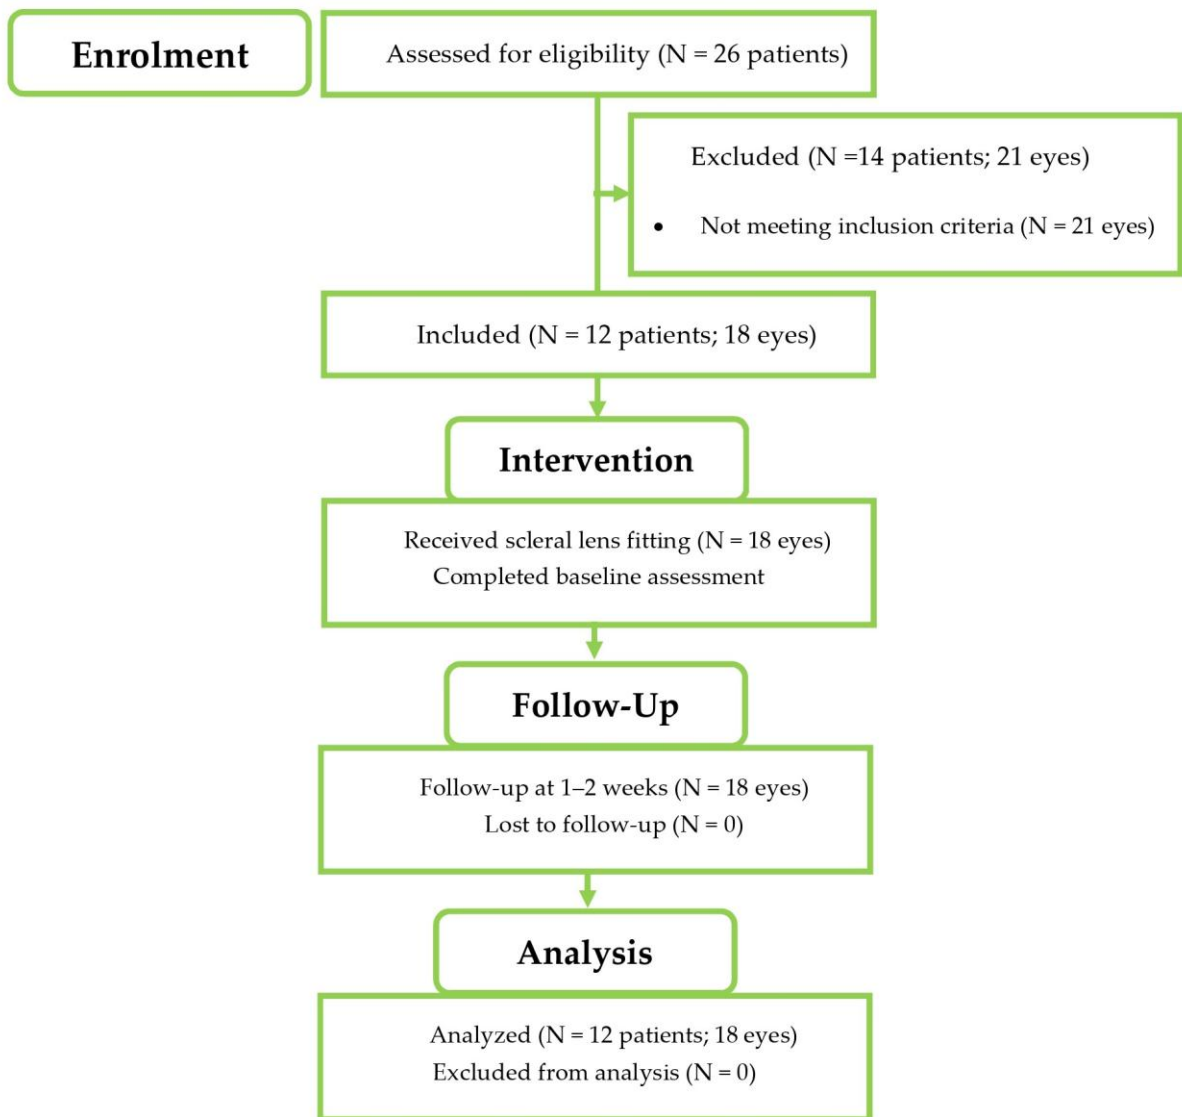 Enrolment
Assessed for eligibility (N = 26 patients)
Excluded (N =14 patients; 21 eyes)
• Not meeting inclusion criteria (N = 21 eyes)
Included (N = 12 patients; 18 eyes)
Intervention
Received scleral lens fitting (N = 18 eyes)
Completed baseline assessment
Follow-Up
Follow-up at 1–2 weeks (N = 18 eyes)
Lost to follow-up (N = 0)
Analysis
Analyzed (N = 12 patients; 18 eyes)
Excluded from analysis (N = 0)